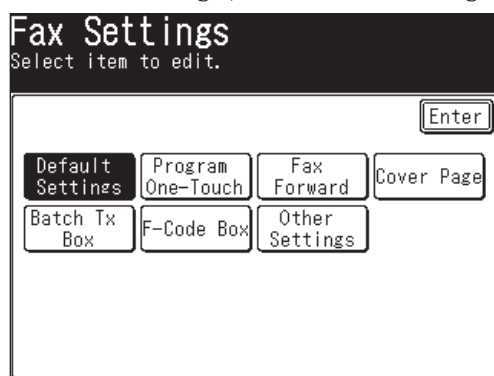 Fax Settings
Select item to edit.
Enter
Default Settings
Program One-Touch
Fax Forward
Cover Page
Batch Tx Box
F-Code Box
Other Settings